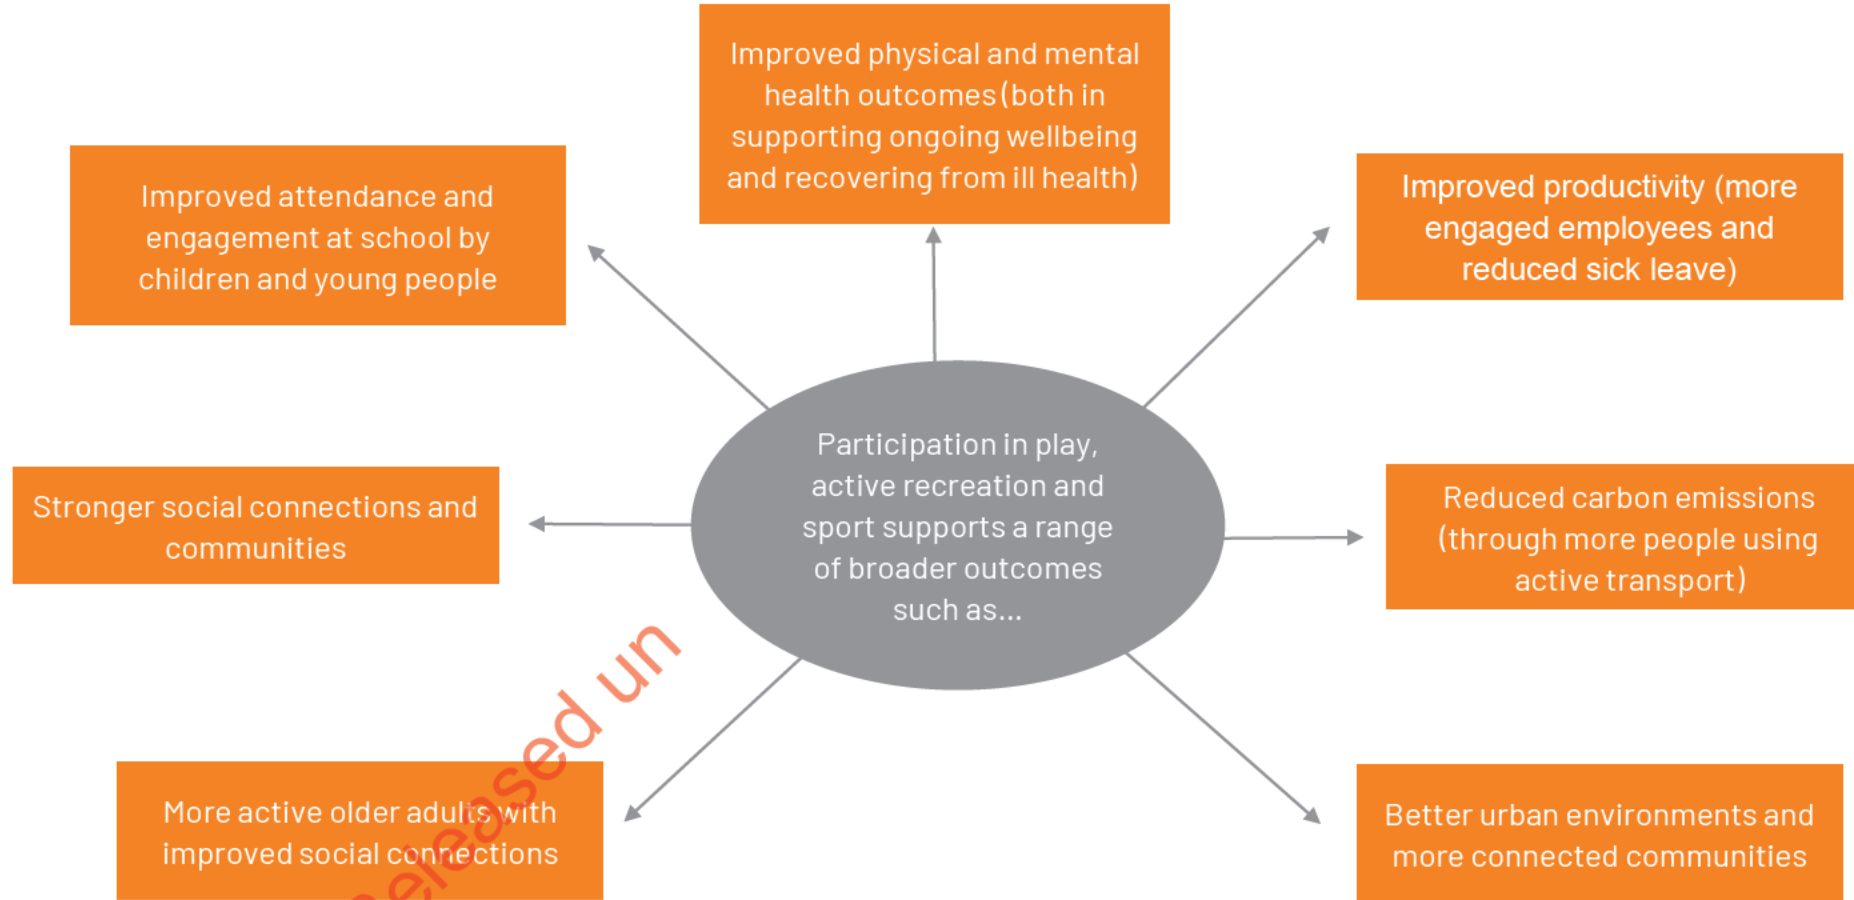 Improved physical and mental
health outcomes (both in
supporting ongoing wellbeing
and recovering from ill health)
Improved attendance and
engagement at school by
children and young people
Improved productivity (more
engaged employees and
reduced sick leave)
Participation in play,
active recreation and
sport supports a range
of broader outcomes
such as...
Stronger social connections and
communities
Reduced carbon emissions
(through more people using
active transport)
More active older adults with
improved social connections
Better urban environments and
more connected communities
Released un